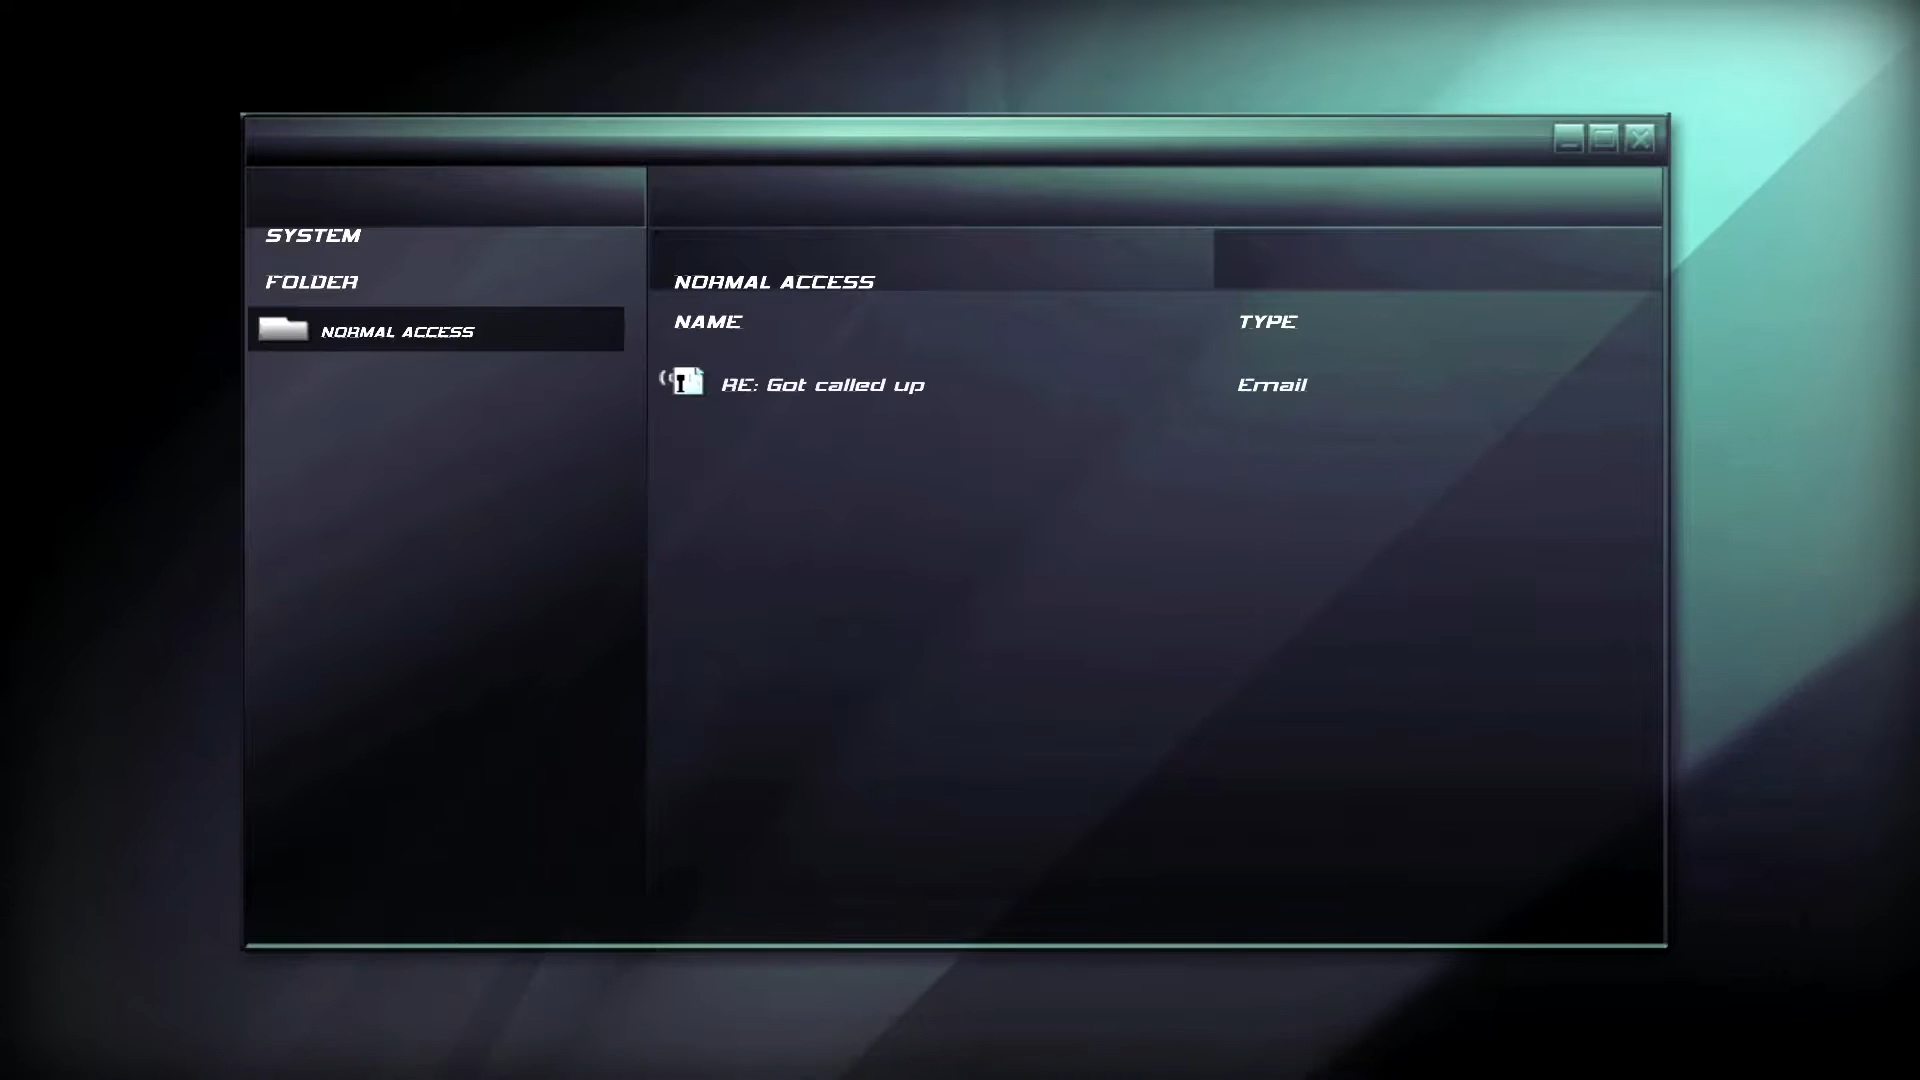 SYSTEM
FOLDER
NORMAL ACCESS
NORMAL ACCESS
NAME TYPE
RE: Got called up Email